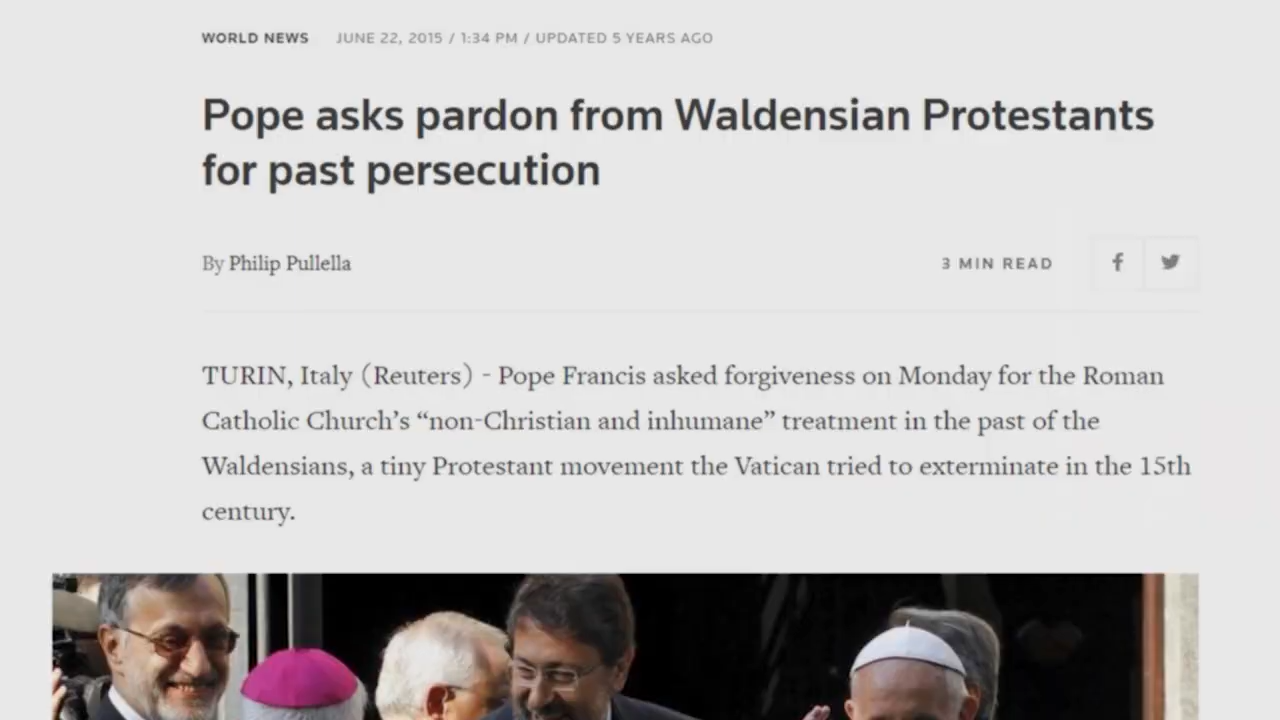 WORLD NEWS JUNE 22, 2015 / 1:34 PM / UPDATED 5 YEARS AGO
Pope asks pardon from Waldensian Protestants
for past persecution
By Philip Pullella 3 MIN READ
TURIN, Italy (Reuters) - Pope Francis asked forgiveness on Monday for the Roman
Catholic Church’s “non-Christian and inhumane” treatment in the past of the
Waldensians, a tiny Protestant movement the Vatican tried to exterminate in the 15th
century.